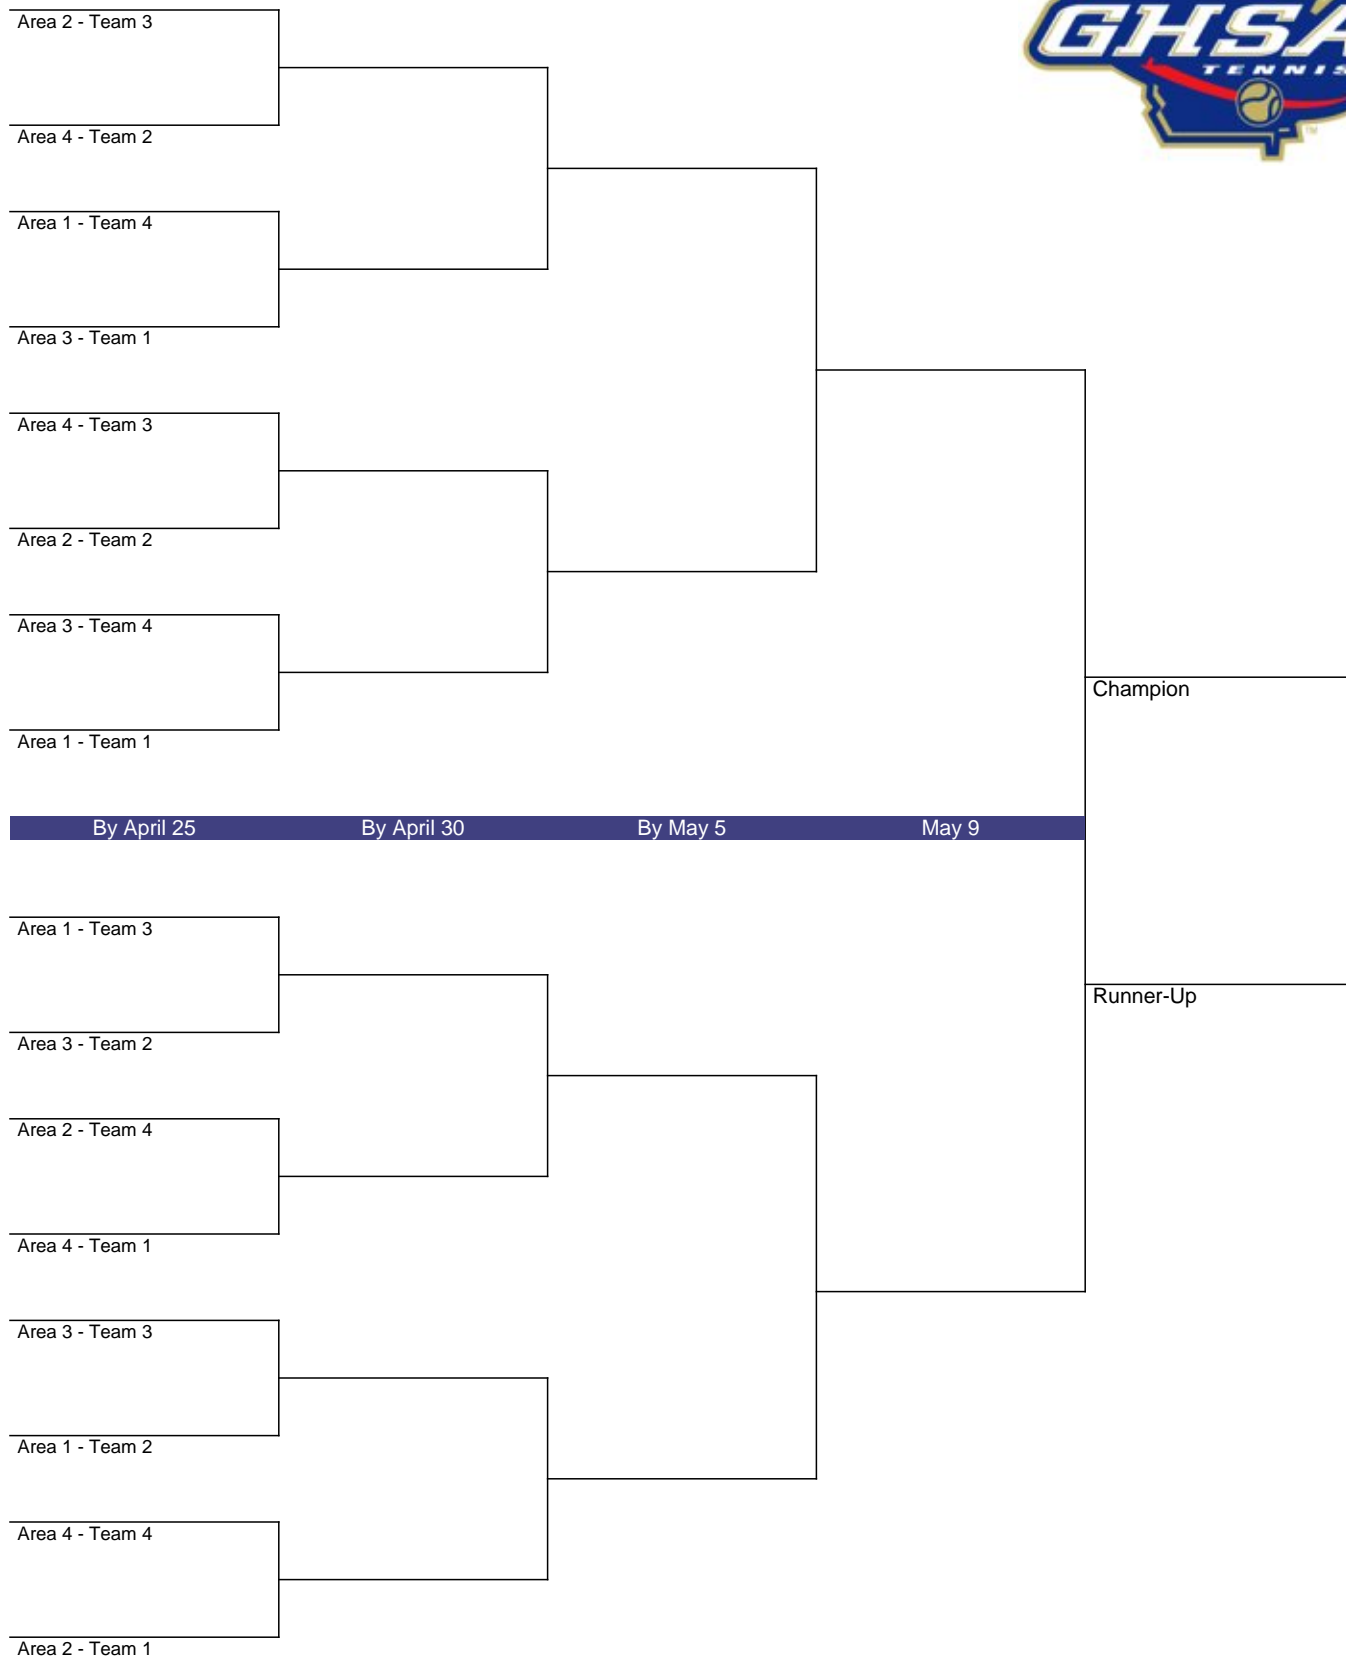 Area 2 - Team 3
GHSA
TENNIS
TM
Area 4 - Team 2
Area 1 - Team 4
Area 3 - Team 1
Area 4 - Team 3
Area 2 - Team 2
Area 3 - Team 4
Champion
Area 1 - Team 1
By April 25 By April 30 By May 5 May 9
Area 1 - Team 3
Runner-Up
Area 3 - Team 2
Area 2 - Team 4
Area 4 - Team 1
Area 3 - Team 3
Area 1 - Team 2
Area 4 - Team 4
Area 2 - Team 1